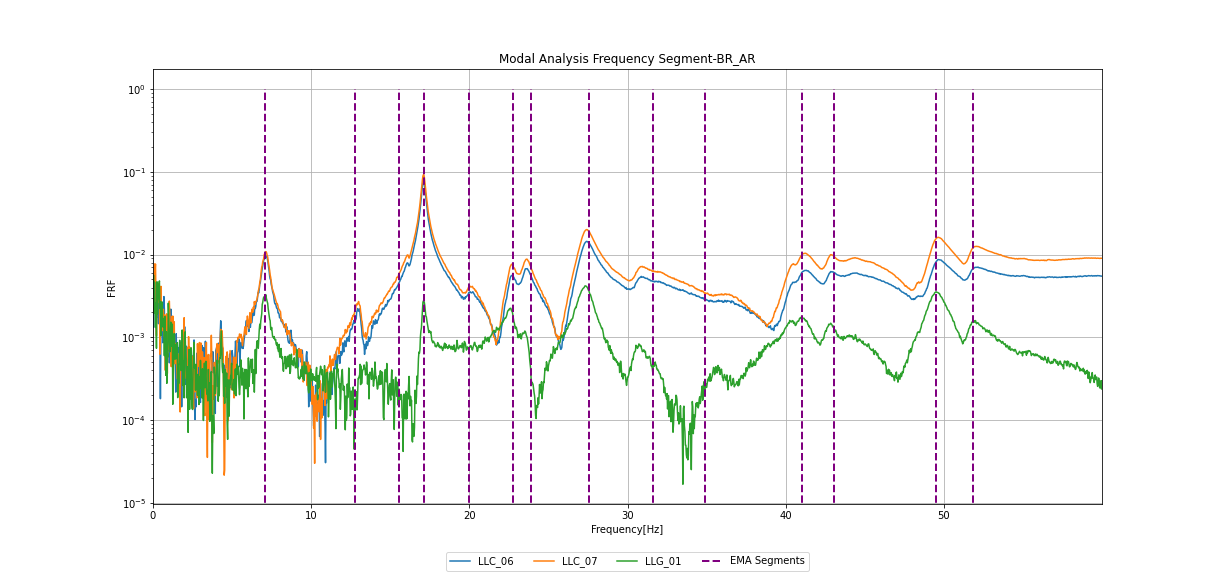 Modal Analysis Frequency Segment-BR_AR
FRF
10⁰
10⁻¹
10⁻²
10⁻³
10⁻⁴
10⁻⁵
0 10 20 30 40 50
Frequency[Hz]
LLC_06 LLC_07 LLG_01 EMA Segments